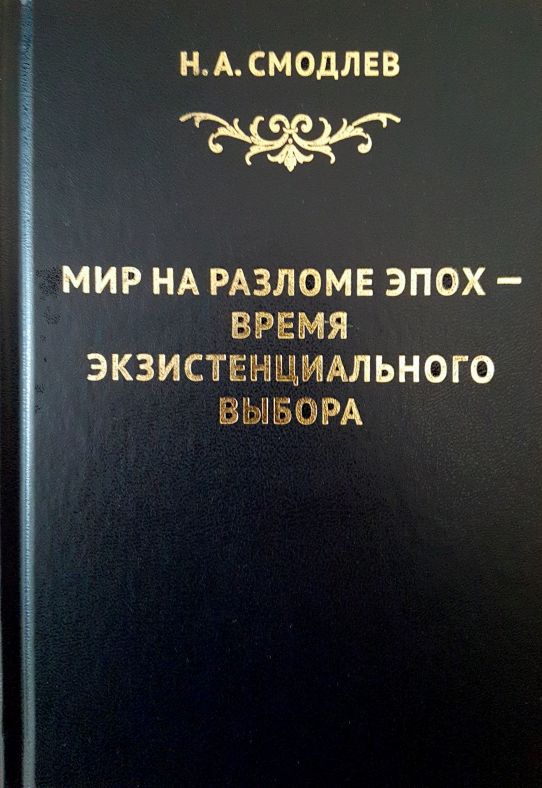 Н. А. СМОДЛЕВ
МИР НА РАЗЛОМЕ ЭПОХ —
ВРЕМЯ
ЭКЗИСТЕНЦИАЛЬНОГО
ВЫБОРА